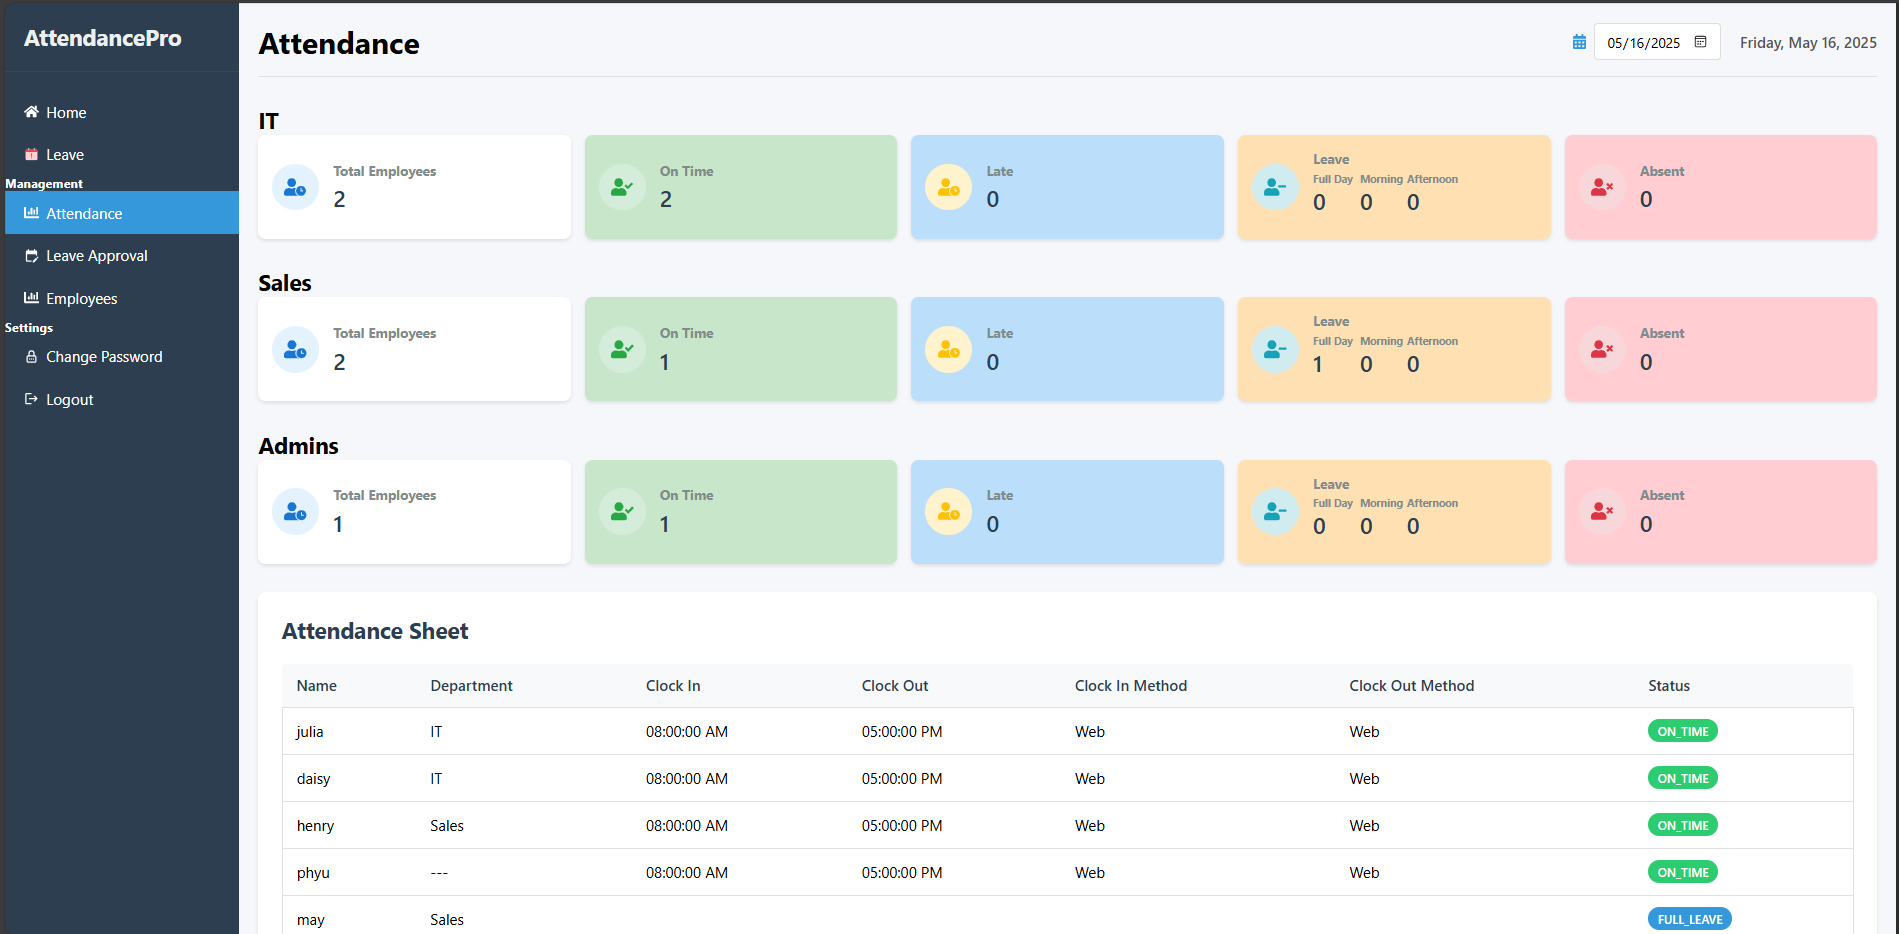 AttendancePro
Home
Leave
Management
Attendance
Leave Approval
Employees
Settings
Change Password
Logout
Attendance
05/16/2025
Friday, May 16, 2025
IT
Total Employees
2
On Time
2
Late
0
Leave
Full Day Morning Afternoon
0 0 0
Absent
0
Sales
Total Employees
2
On Time
1
Late
0
Leave
Full Day Morning Afternoon
1 0 0
Absent
0
Admins
Total Employees
1
On Time
1
Late
0
Leave
Full Day Morning Afternoon
0 0 0
Absent
0
Attendance Sheet
Name Department Clock In Clock Out Clock In Method Clock Out Method Status
julia IT 08:00:00 AM 05:00:00 PM Web Web ON_TIME
daisy IT 08:00:00 AM 05:00:00 PM Web Web ON_TIME
henry Sales 08:00:00 AM 05:00:00 PM Web Web ON_TIME
phyu --- 08:00:00 AM 05:00:00 PM Web Web ON_TIME
may Sales FULL_LEAVE